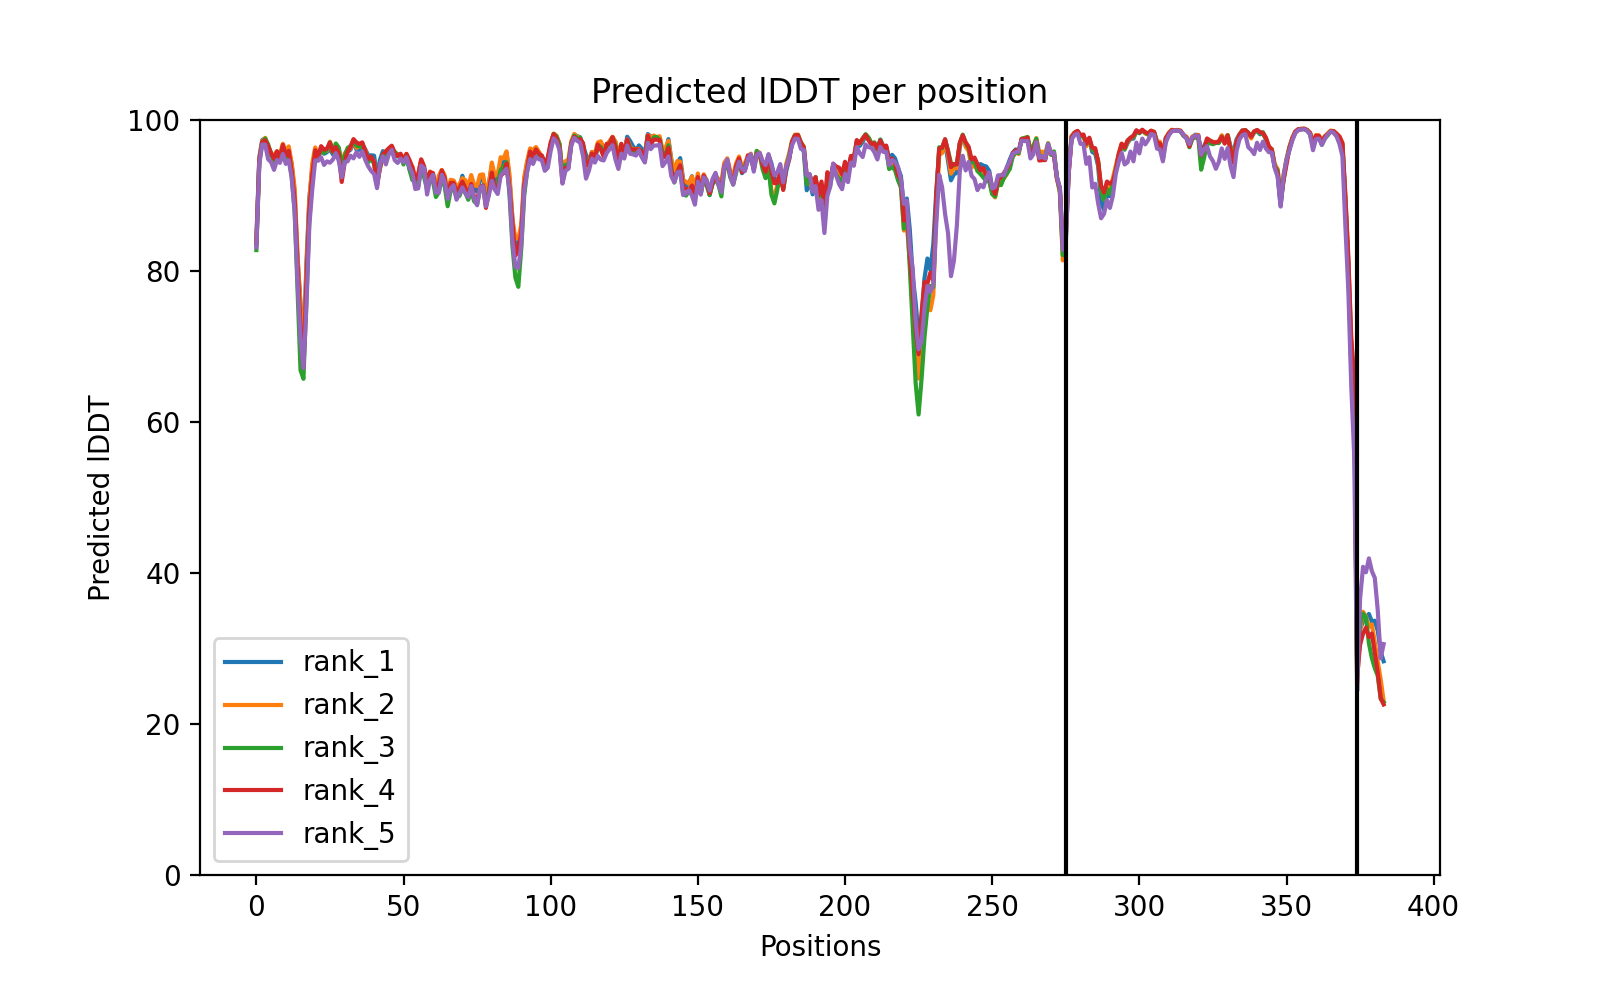 Predicted lDDT per position
100
80
60
40
20
0
Predicted lDDT
rank_1
rank_2
rank_3
rank_4
rank_5
0 50 100 150 200 250 300 350 400
Positions